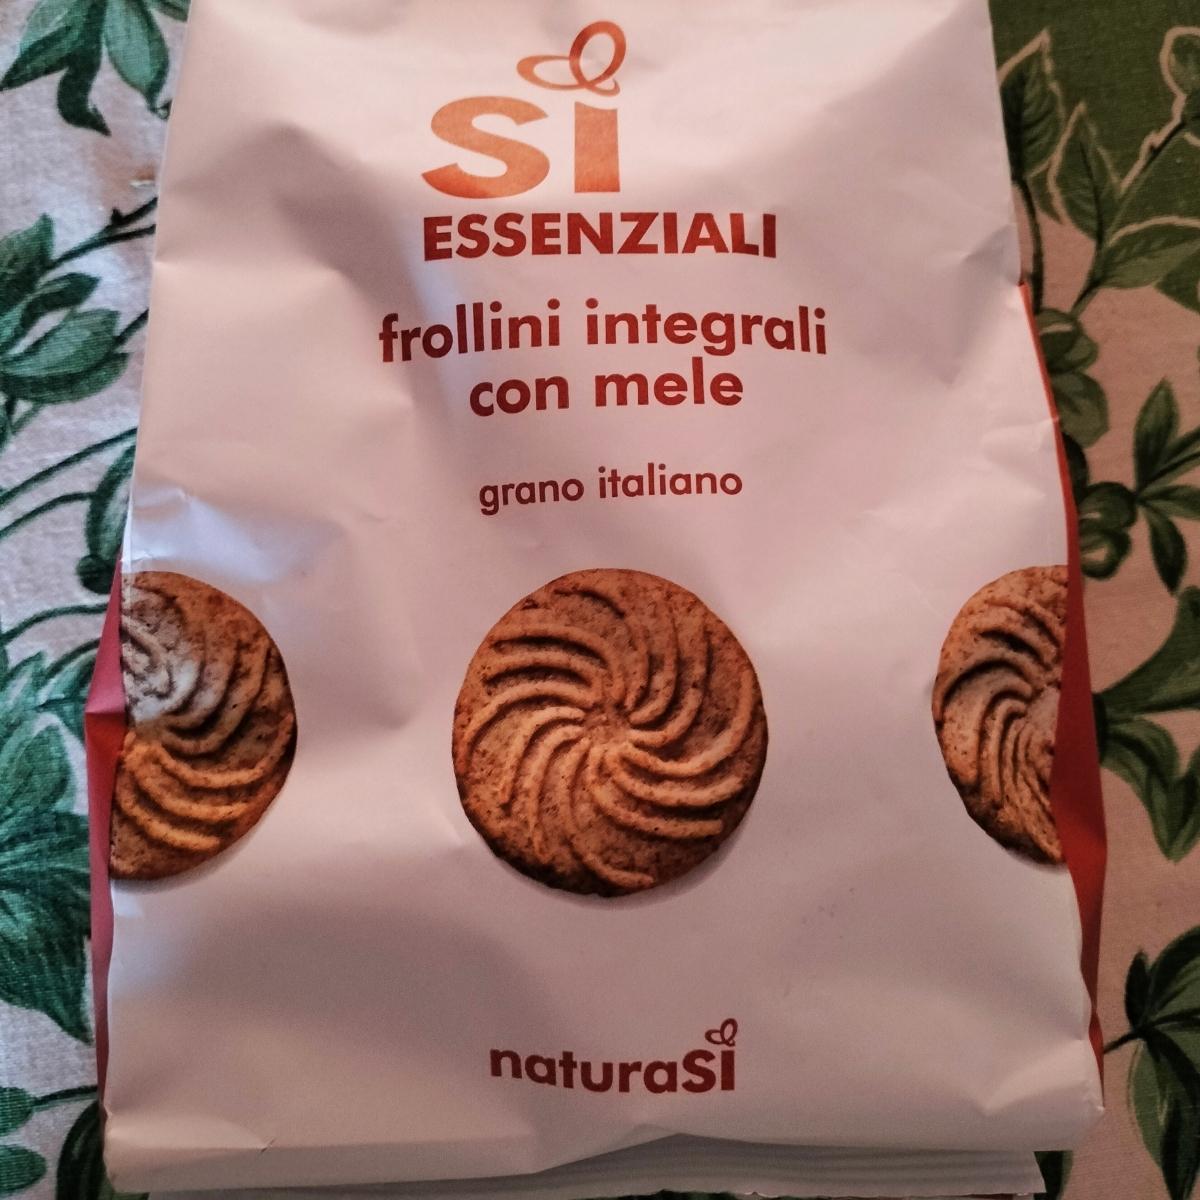 sì
ESSENZIALI
frollini integrali
con mele
grano italiano
naturasì